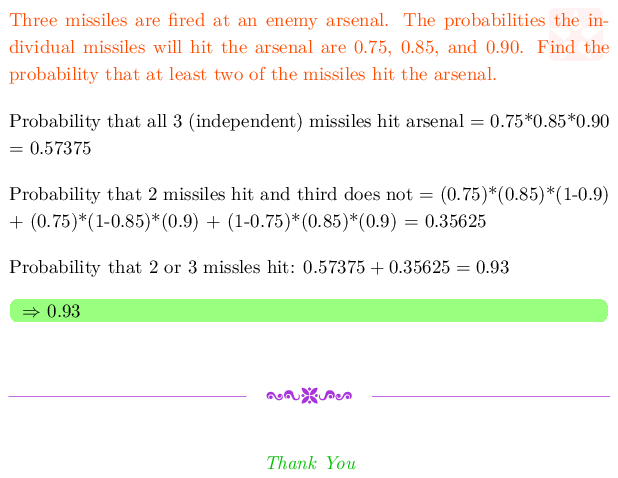 Three missiles are fired at an enemy arsenal. The probabilities the in-
dividual missiles will hit the arsenal are 0.75, 0.85, and 0.90. Find the
probability that at least two of the missiles hit the arsenal.
Probability that all 3 (independent) missiles hit arsenal = 0.75*0.85*0.90
= 0.57375
Probability that 2 missiles hit and third does not = (0.75)*(0.85)*(1-0.9)
+ (0.75)*(1-0.85)*(0.9) + (1-0.75)*(0.85)*(0.9) = 0.35625
Probability that 2 or 3 missles hit: 0.57375 + 0.35625 = 0.93
⇒ 0.93
Thank You